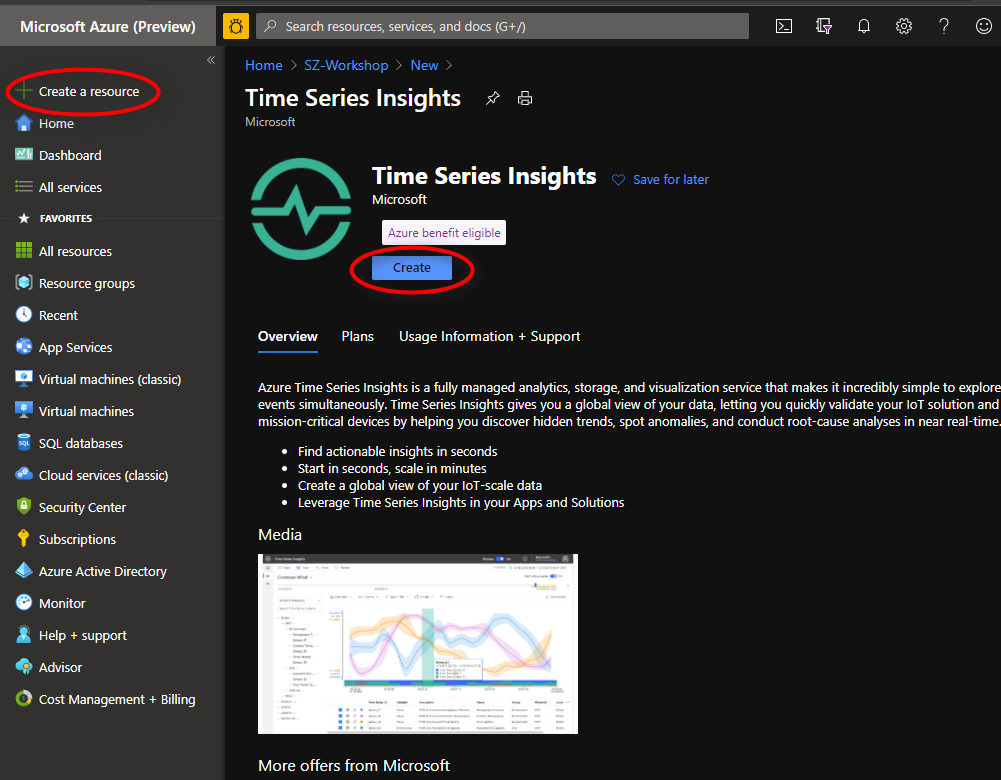 Microsoft Azure (Preview)
Search resources, services, and docs (G+/)
«
Create a resource
Home
Dashboard
All services
FAVORITES
All resources
Resource groups
Recent
App Services
Virtual machines (classic)
Virtual machines
SQL databases
Cloud services (classic)
Security Center
Subscriptions
Azure Active Directory
Monitor
Help + support
Advisor
Cost Management + Billing
Home > SZ-Workshop > New >
Time Series Insights
Microsoft
Time Series Insights
Save for later
Microsoft
Azure benefit eligible
Create
Overview Plans Usage Information + Support
Azure Time Series Insights is a fully managed analytics, storage, and visualization service that makes it incredibly simple to explore
events simultaneously. Time Series Insights gives you a global view of your data, letting you quickly validate your IoT solution and
mission-critical devices by helping you discover hidden trends, spot anomalies, and conduct root-cause analyses in near real-time.
• Find actionable insights in seconds
• Start in seconds, scale in minutes
• Create a global view of your IoT-scale data
• Leverage Time Series Insights in your Apps and Solutions
Media
Time Series Insights
Contoso Wind
More offers from Microsoft